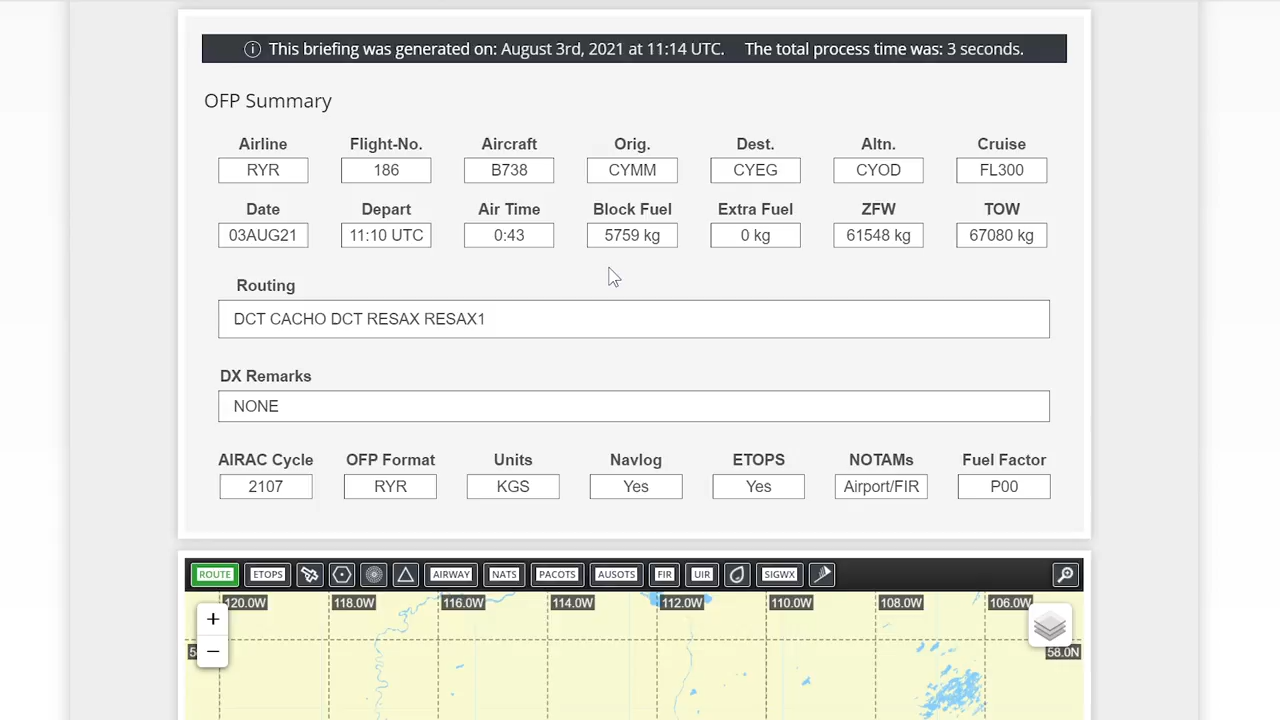 This briefing was generated on: August 3rd, 2021 at 11:14 UTC. The total process time was: 3 seconds.
OFP Summary
Airline Flight-No. Aircraft Orig. Dest. Altn. Cruise
RYR 186 B738 CYMM CYEG CYOD FL300
Date Depart Air Time Block Fuel Extra Fuel ZFW TOW
03AUG21 11:10 UTC 0:43 5759 kg 0 kg 61548 kg 67080 kg
Routing
DCT CACHO DCT RESAX RESAX1
DX Remarks
NONE
AIRAC Cycle OFP Format Units Navlog ETOPS NOTAMs Fuel Factor
2107 RYR KGS Yes Yes Airport/FIR P00
ROUTE ETOPS AIRWAY NATS PACOTS AUSOTS FIR UIR SIGWX
120.0W 118.0W 116.0W 114.0W 112.0W 110.0W 108.0W 106.0W
+
58.0N
−